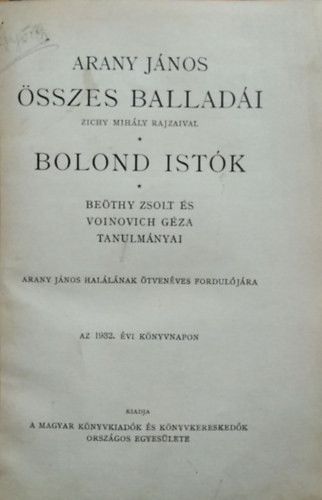 ARANY JÁNOS
ÖSSZES BALLADÁI
ZICHY MIHÁLY RAJZAIVAL
BOLOND ISTÓK
BEÖTHY ZSOLT ÉS
VOINOVICH GÉZA
TANULMÁNYAI
ARANY JÁNOS HALÁLÁNAK ÖTVENÉVES FORDULÓJÁRA
AZ 1932. ÉVI KÖNYVNAPON
KIADJA
A MAGYAR KÖNYVKIADÓK ÉS KÖNYVKERESKEDŐK
ORSZÁGOS EGYESÜLETE